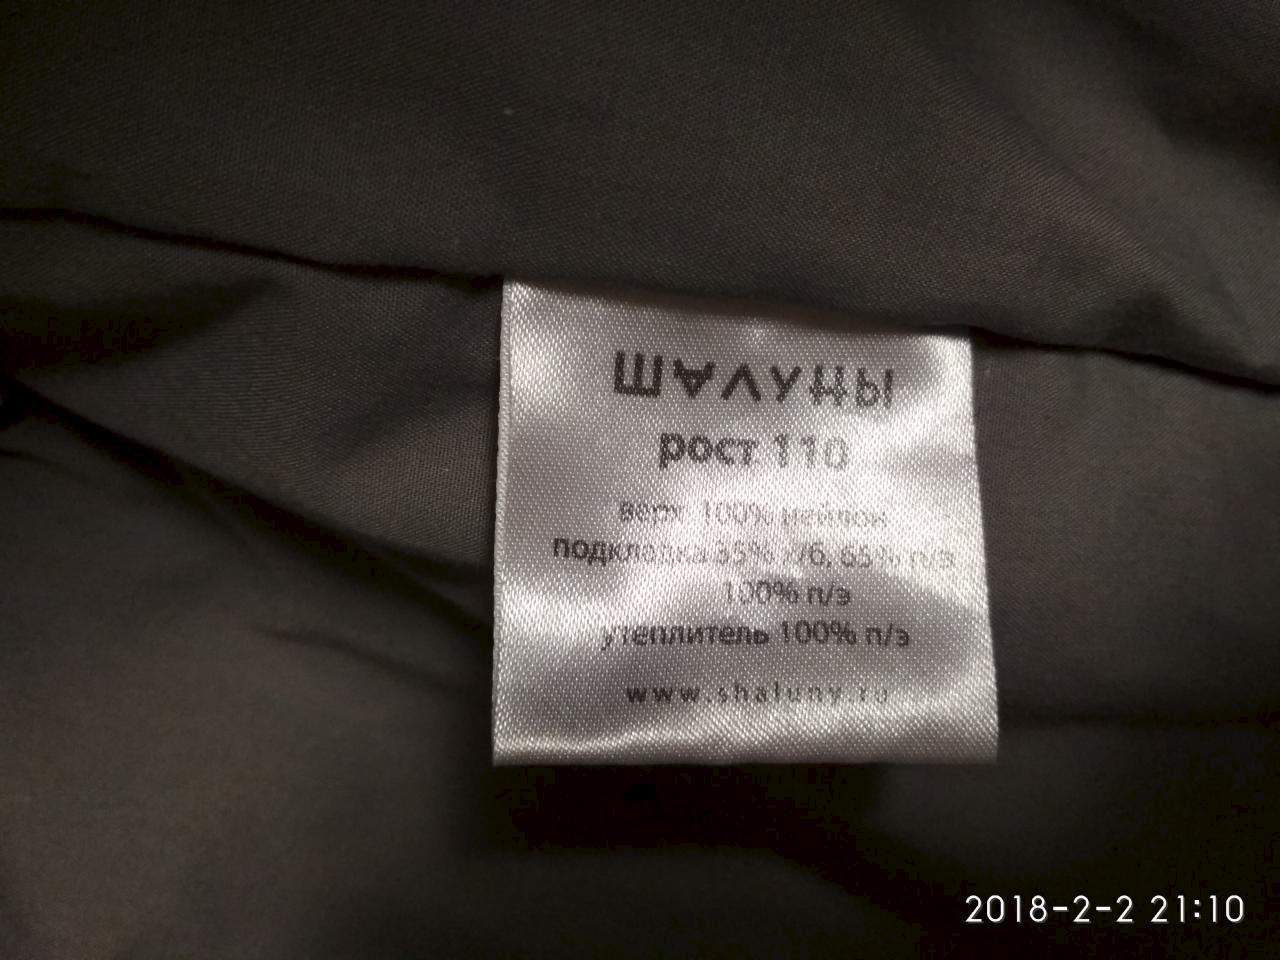 ШАЛУНЫ
рост 110
верх 100% нейлон
подкладка 35% х/б, 65% п/э
100% п/э
утеплитель 100% п/э
www.shaluny.ru
2018-2-2 21:10